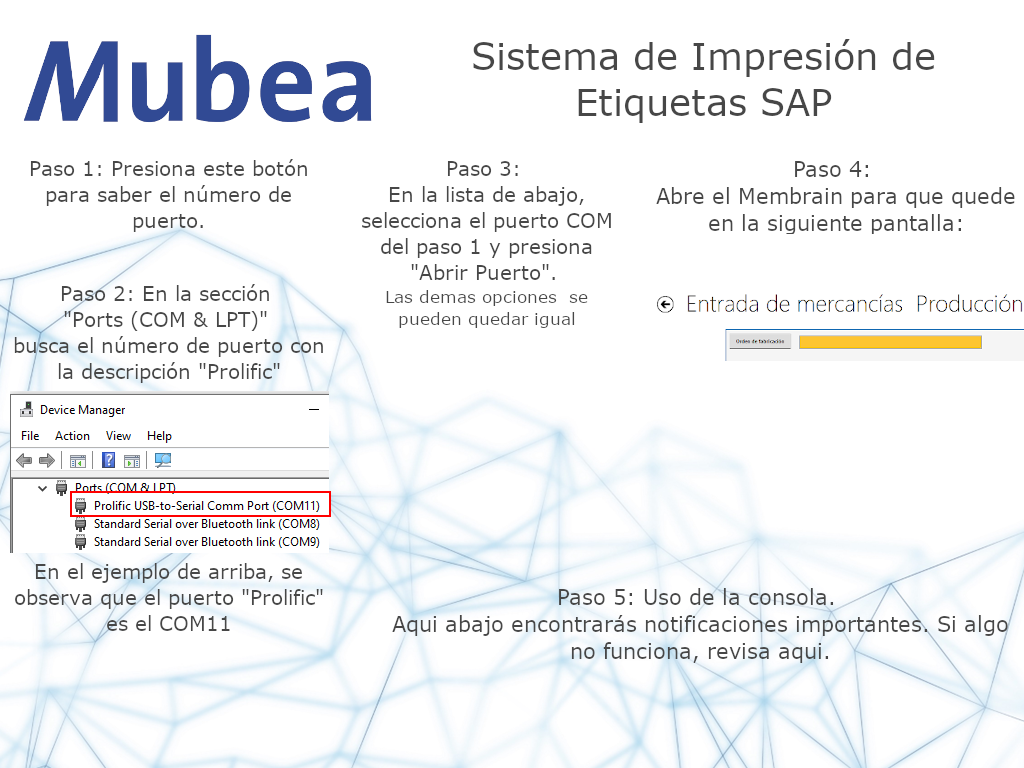 Mubea
Sistema de Impresión de
Etiquetas SAP
Paso 1: Presiona este botón
para saber el número de
puerto.
Paso 2: En la sección
"Ports (COM & LPT)"
busca el número de puerto con
la descripción "Prolific"
Device Manager
File Action View Help
Ports (COM & LPT)
Prolific USB-to-Serial Comm Port (COM11)
Standard Serial over Bluetooth link (COM8)
Standard Serial over Bluetooth link (COM9)
En el ejemplo de arriba, se
observa que el puerto "Prolific"
es el COM11
Paso 3:
En la lista de abajo,
selecciona el puerto COM
del paso 1 y presiona
"Abrir Puerto".
Las demas opciones se
pueden quedar igual
Paso 4:
Abre el Membrain para que quede
en la siguiente pantalla:
Entrada de mercancías Producción
Orden de fabricación
Paso 5: Uso de la consola.
Aqui abajo encontrarás notificaciones importantes. Si algo
no funciona, revisa aqui.